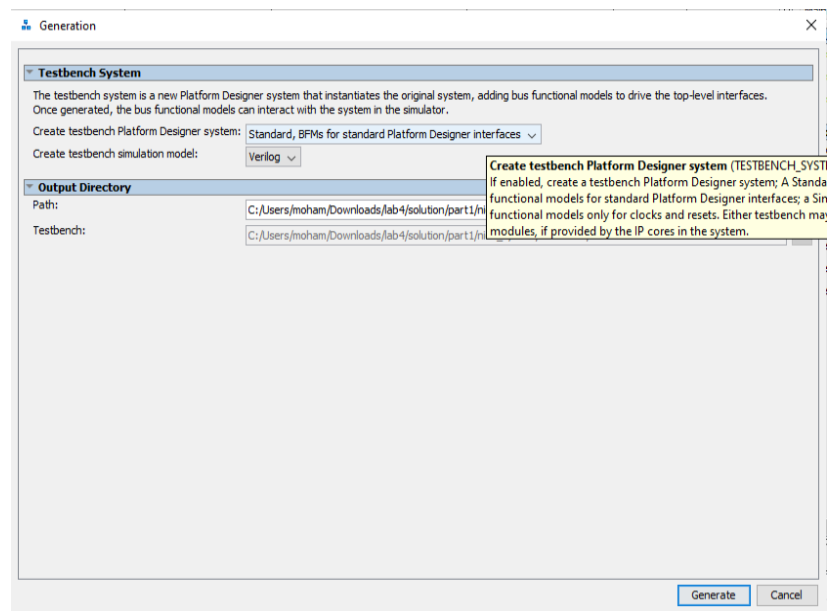 Generation
Testbench System
The testbench system is a new Platform Designer system that instantiates the original system, adding bus functional models to drive the top-level interfaces.
Once generated, the bus functional models can interact with the system in the simulator.
Create testbench Platform Designer system: Standard, BFMs for standard Platform Designer interfaces
Create testbench simulation model: Verilog
Create testbench Platform Designer system (TESTBENCH_SYST
If enabled, create a testbench Platform Designer system; A Standa
functional models for standard Platform Designer interfaces; a Sin
functional models only for clocks and resets. Either testbench may
modules, if provided by the IP cores in the system.
Output Directory
Path: C:/Users/moham/Downloads/lab4/solution/part1/ni
Testbench: C:/Users/moham/Downloads/lab4/solution/part1/ni
Generate Cancel